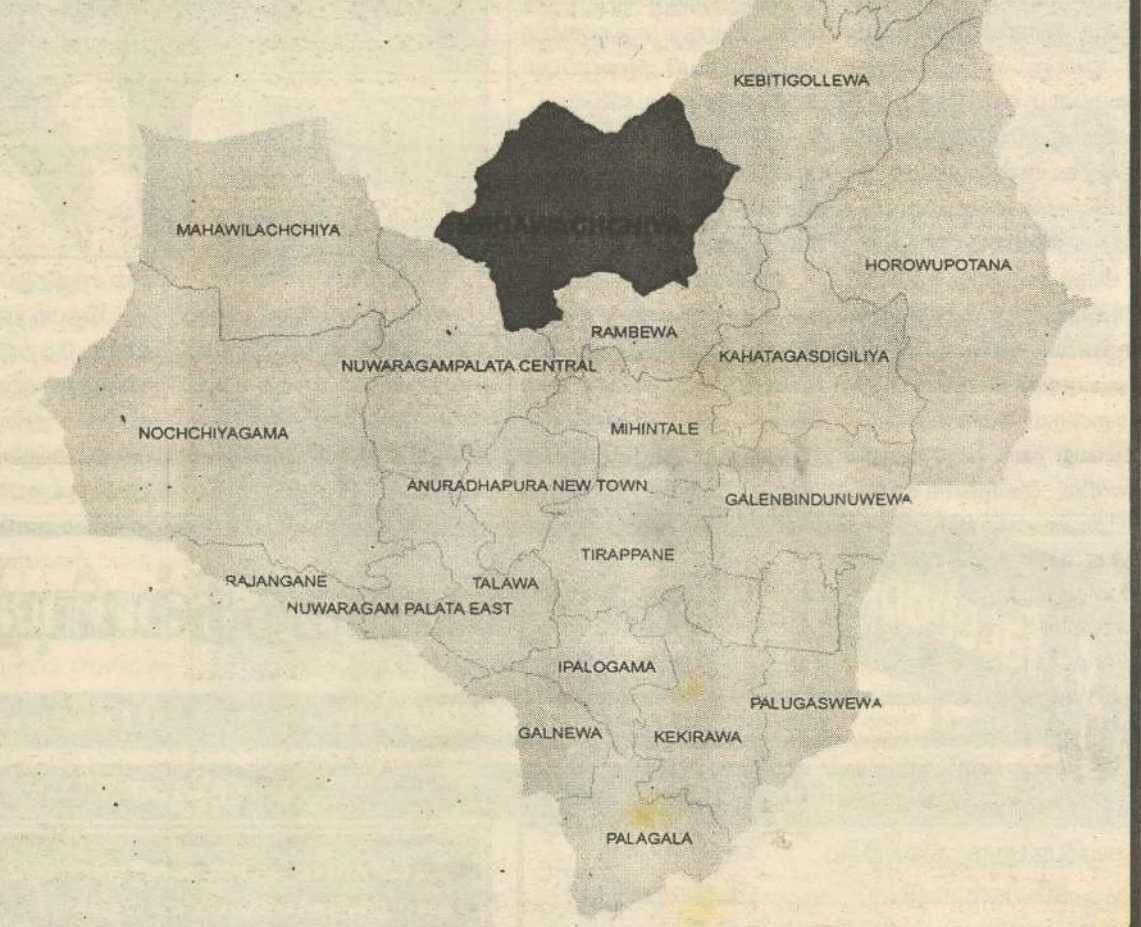 KEBITIGOLLEWA
MAHAWILACHCHIYA
MEDAWACHCHIYA
HOROWUPOTANA
RAMBEWA
KAHATAGASDIGILIYA
NUWARAGAMPALATA CENTRAL
MIHINTALE
NOCHCHIYAGAMA
ANURADHAPURA NEW TOWN
GALENBINDUNUWEWA
TIRAPPANE
RAJANGANE
TALAWA
NUWARAGAM PALATA EAST
IPALOGAMA
PALUGASWEWA
GALNEWA
KEKIRAWA
PALAGALA